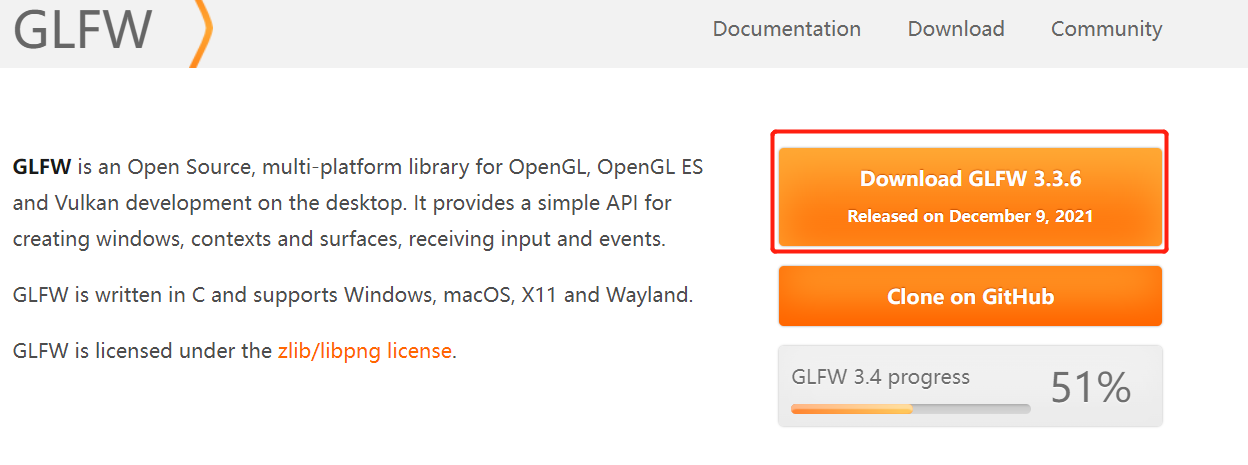 GLFW
Documentation Download Community
GLFW is an Open Source, multi-platform library for OpenGL, OpenGL ES
and Vulkan development on the desktop. It provides a simple API for
creating windows, contexts and surfaces, receiving input and events.
GLFW is written in C and supports Windows, macOS, X11 and Wayland.
GLFW is licensed under the zlib/libpng license.
Download GLFW 3.3.6
Released on December 9, 2021
Clone on GitHub
GLFW 3.4 progress
51%